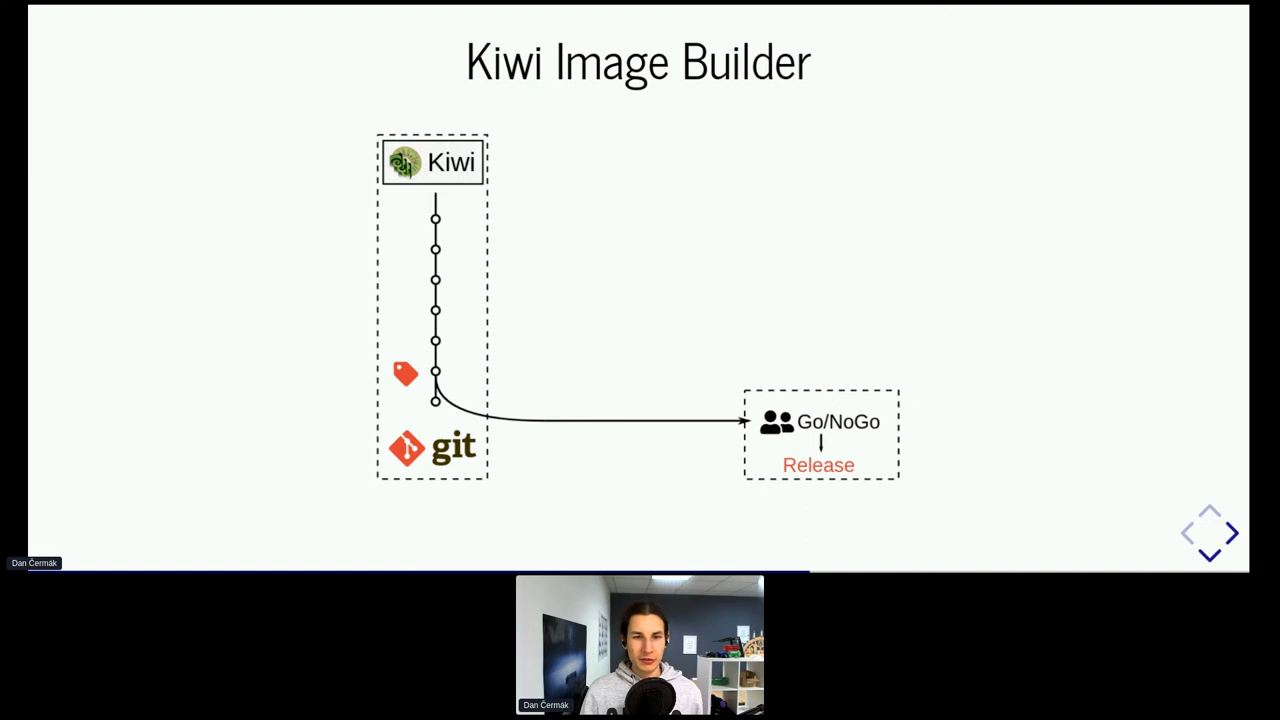 Kiwi Image Builder
Kiwi
git
Go/NoGo
Release
Dan Čermák
Dan Čermák